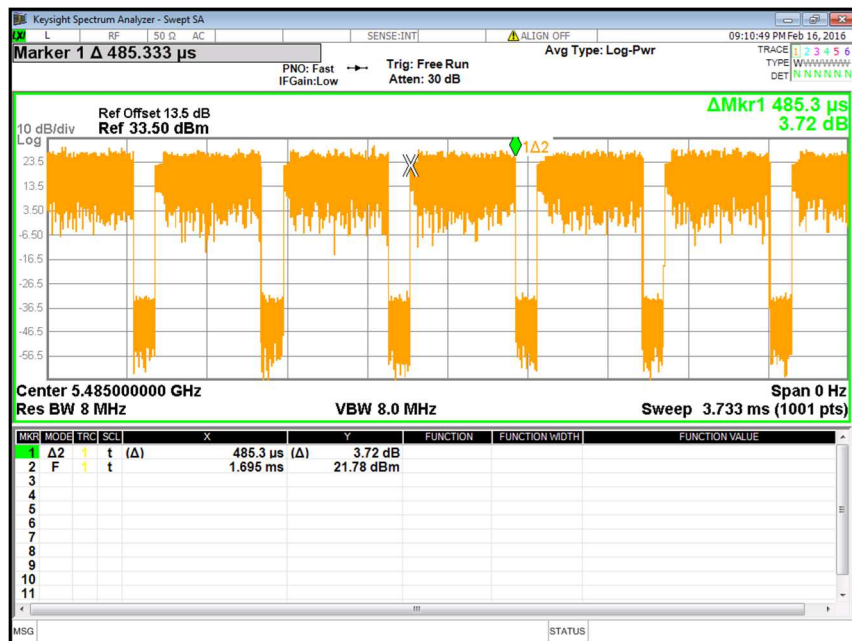 Keysight Spectrum Analyzer - Swept SA
LXI L RF 50 Ω AC SENSE:INT ALIGN OFF 09:10:49 PM Feb 16, 2016
Marker 1 Δ 485.333 µs
PNO: Fast
IFGain:Low
Trig: Free Run
Atten: 30 dB
Avg Type: Log-Pwr
TRACE 1 2 3 4 5 6
TYPE WWWWWW
DET N N N N N N
Ref Offset 13.5 dB
Ref 33.50 dBm
10 dB/div
Log
ΔMkr1 485.3 µs
3.72 dB
1Δ2
23.5
13.5
3.50
-6.50
-16.5
-26.5
-36.5
-46.5
-56.5
Center 5.485000000 GHz Span 0 Hz
Res BW 8 MHz VBW 8.0 MHz Sweep 3.733 ms (1001 pts)
MKR MODE TRC SCL X Y FUNCTION FUNCTION WIDTH FUNCTION VALUE
1 Δ2 1 t (Δ) 485.3 µs (Δ) 3.72 dB
2 F 1 t 1.695 ms 21.78 dBm
3
4
5
6
7
8
9
10
11
MSG STATUS